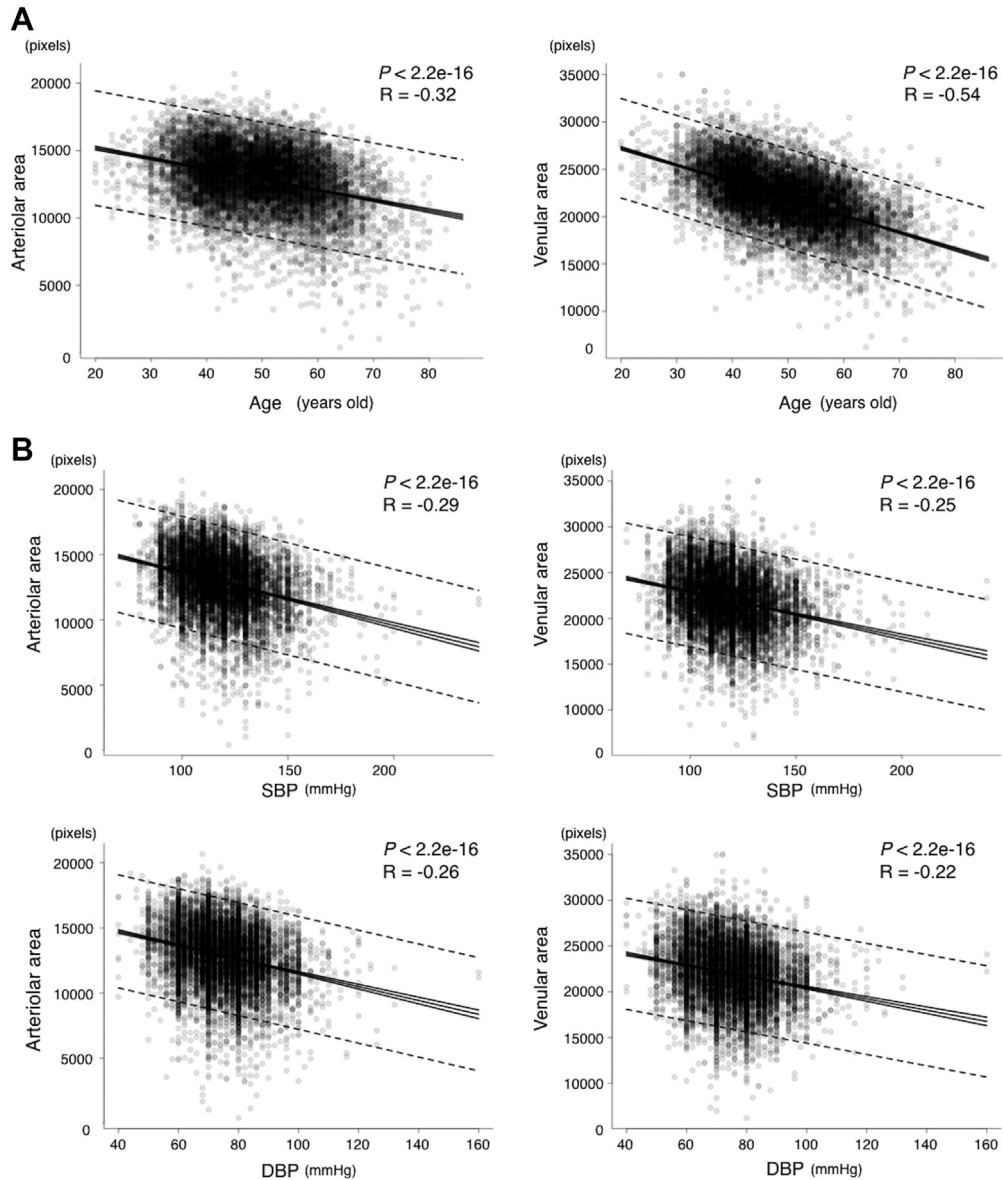 A
(pixels)
P < 2.2e-16
R = -0.32
20000
15000
10000
5000
0
Arteriolar area
20 30 40 50 60 70 80
Age (years old)
(pixels)
P < 2.2e-16
R = -0.54
35000
30000
25000
20000
15000
10000
0
Venular area
20 30 40 50 60 70 80
Age (years old)
B
(pixels)
P < 2.2e-16
R = -0.29
20000
15000
10000
5000
0
Arteriolar area
100 150 200
SBP (mmHg)
(pixels)
P < 2.2e-16
R = -0.25
35000
30000
25000
20000
15000
10000
0
Venular area
100 150 200
SBP (mmHg)
(pixels)
P < 2.2e-16
R = -0.26
20000
15000
10000
5000
0
Arteriolar area
40 60 80 100 120 140 160
DBP (mmHg)
(pixels)
P < 2.2e-16
R = -0.22
35000
30000
25000
20000
15000
10000
0
Venular area
40 60 80 100 120 140 160
DBP (mmHg)